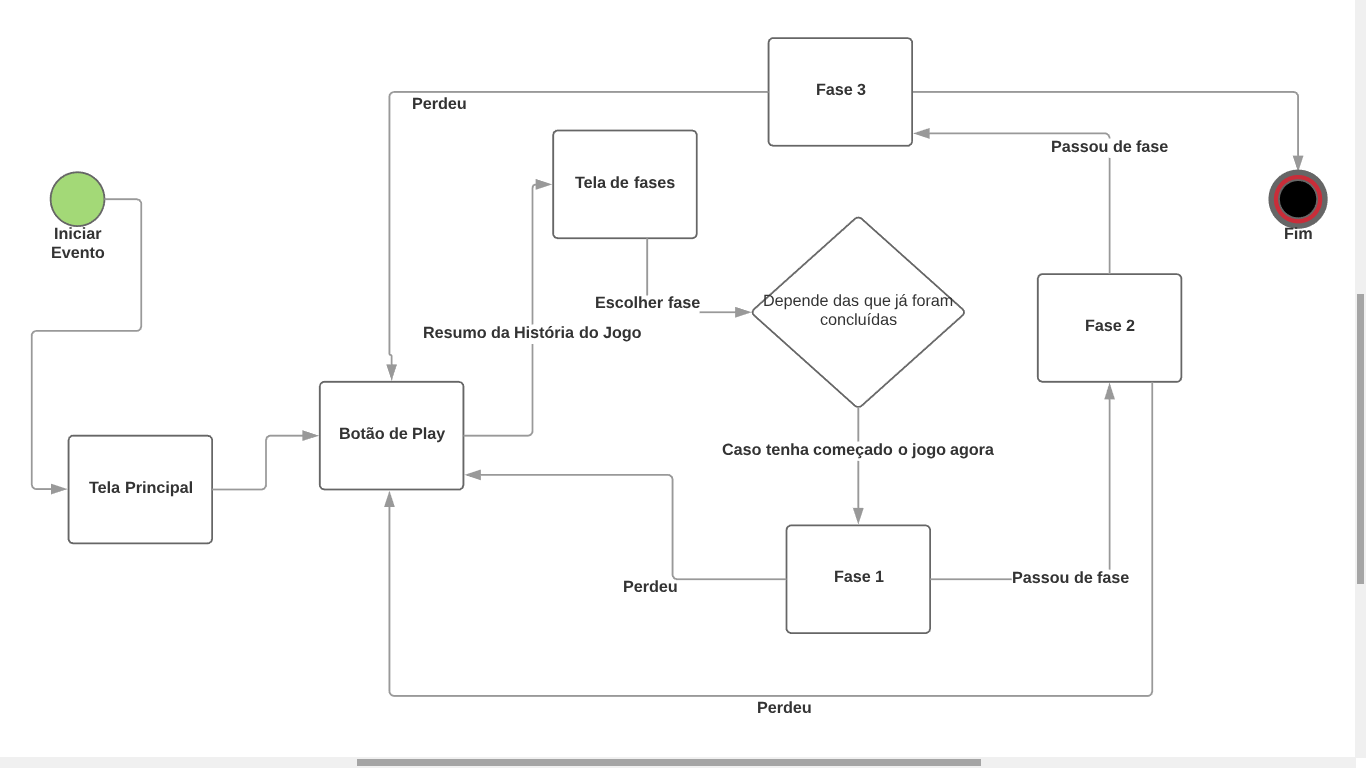 Fase 3
Perdeu
Passou de fase
Tela de fases
Iniciar
Evento
Fim
Escolher fase
Depende das que já foram
concluídas
Resumo da História do Jogo
Fase 2
Botão de Play
Caso tenha começado o jogo agora
Tela Principal
Fase 1
Passou de fase
Perdeu
Perdeu